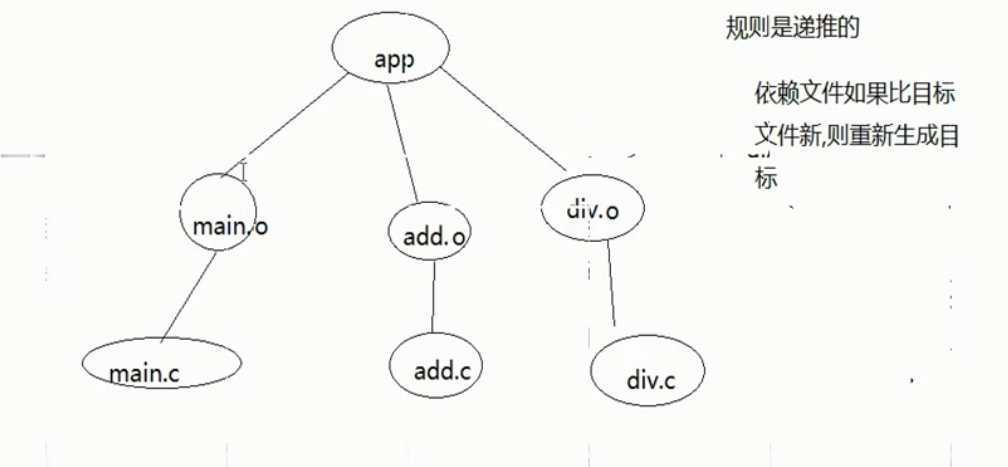 规则是递推的
app
依赖文件如果比目标
文件新,则重新生成目
标
main.o
add.o
div.o
main.c
add.c
div.c